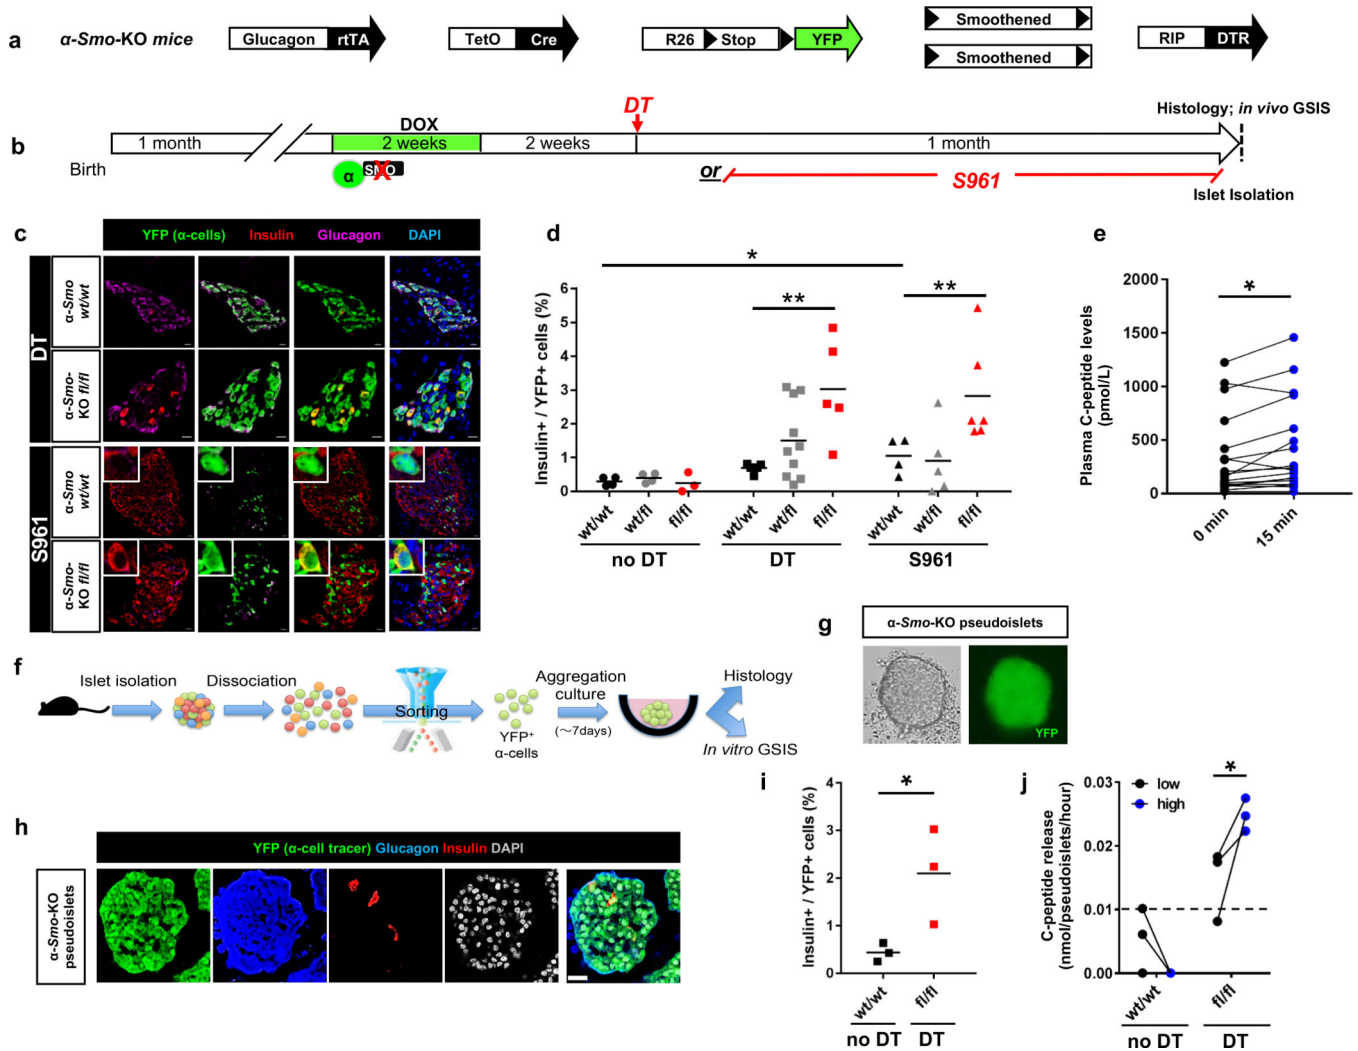 a
α-Smo-KO mice
Glucagon rtTA
TetO Cre
R26 Stop YFP
Smoothened
Smoothened
RIP DTR
b
1 month
DOX
2 weeks
2 weeks
DT
1 month
Histology; in vivo GSIS
Birth
α SMO X
or
S961
Islet Isolation
c
YFP (α-cells) Insulin Glucagon DAPI
DT
α-Smo
wt/wt
α-Smo-
KO fl/fl
S961
α-Smo
wt/wt
α-Smo-
KO fl/fl
d
Insulin+ / YFP+ cells (%)
6
5
4
3
2
1
0
*
**
**
wt/wt
wt/fl
fl/fl
wt/wt
wt/fl
fl/fl
wt/wt
wt/fl
fl/fl
no DT
DT
S961
e
Plasma C-peptide levels
(pmol/L)
2000
1500
1000
500
0
*
0 min
15 min
f
Islet isolation
Dissociation
Sorting
YFP+
α-cells
Aggregation
culture
(~7days)
Histology
In vitro GSIS
g
α-Smo-KO pseudoislets
YFP
h
YFP (α-cell tracer) Glucagon Insulin DAPI
α-Smo-KO
pseudoislets
i
Insulin+ / YFP+ cells (%)
4
3
2
1
0
*
wt/wt
fl/fl
no DT
DT
j
C-peptide release
(nmol/pseudoislets/hour)
0.03
0.02
0.01
0.00
low
high
*
wt/wt
fl/fl
no DT
DT